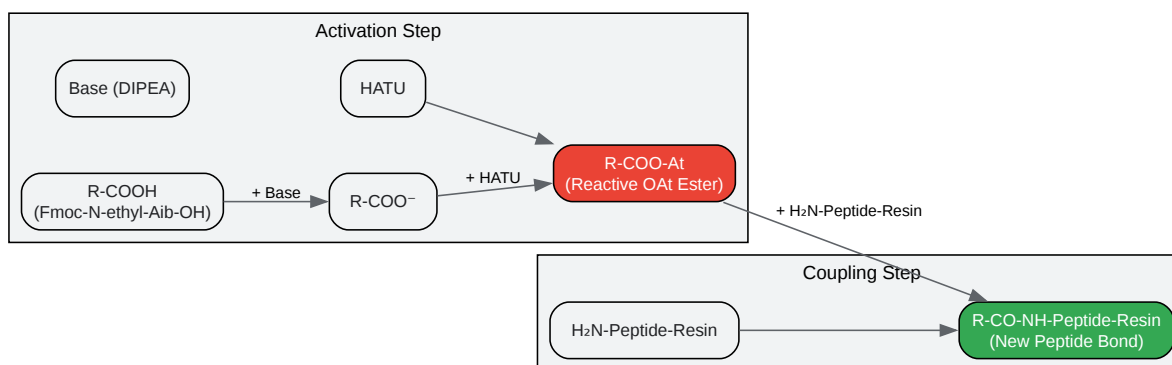 Activation Step
Base (DIPEA)
HATU
R-COOH
(Fmoc-N-ethyl-Aib-OH)
+ Base
R-COO⁻
+ HATU
R-COO-At
(Reactive OAt Ester)
+ H₂N-Peptide-Resin
Coupling Step
H₂N-Peptide-Resin
R-CO-NH-Peptide-Resin
(New Peptide Bond)